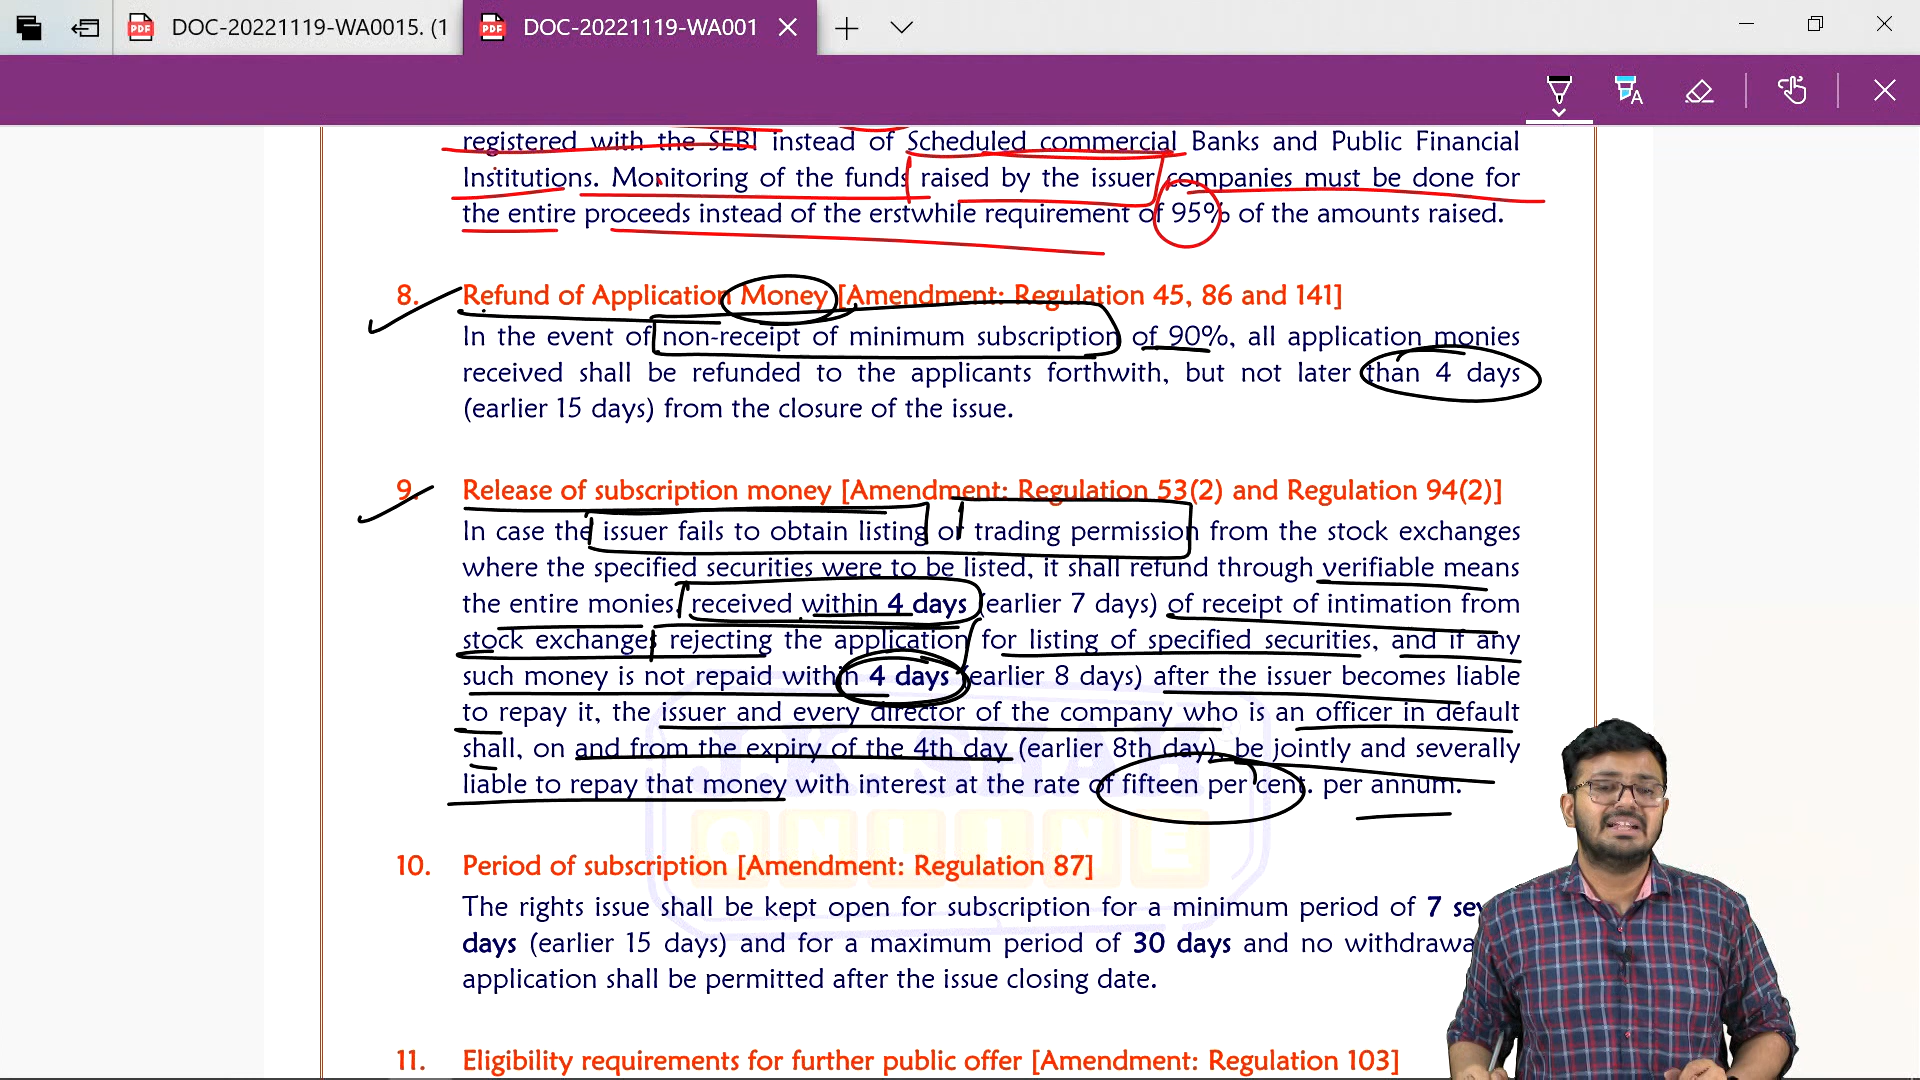 DOC-20221119-WA0015. (1
DOC-20221119-WA001
registered with the SEBI instead of Scheduled commercial Banks and Public Financial
Institutions. Monitoring of the funds raised by the issuer companies must be done for
the entire proceeds instead of the erstwhile requirement of 95% of the amounts raised.
8. Refund of Application Money [Amendment: Regulation 45, 86 and 141]
In the event of non-receipt of minimum subscription of 90%, all application monies
received shall be refunded to the applicants forthwith, but not later than 4 days
(earlier 15 days) from the closure of the issue.
9. Release of subscription money [Amendment: Regulation 53(2) and Regulation 94(2)]
In case the issuer fails to obtain listing or trading permission from the stock exchanges
where the specified securities were to be listed, it shall refund through verifiable means
the entire monies received within 4 days (earlier 7 days) of receipt of intimation from
stock exchanges rejecting the application for listing of specified securities, and if any
such money is not repaid within 4 days (earlier 8 days) after the issuer becomes liable
to repay it, the issuer and every director of the company who is an officer in default
shall, on and from the expiry of the 4th day (earlier 8th day), be jointly and severally
liable to repay that money with interest at the rate of fifteen per cent. per annum.
J.K. SHAH
ONLINE
10. Period of subscription [Amendment: Regulation 87]
The rights issue shall be kept open for subscription for a minimum period of 7
days (earlier 15 days) and for a maximum period of 30 days and no
application shall be permitted after the issue closing date.
11. Eligibility requirements for further public offer [Amendment: Regulation 103]